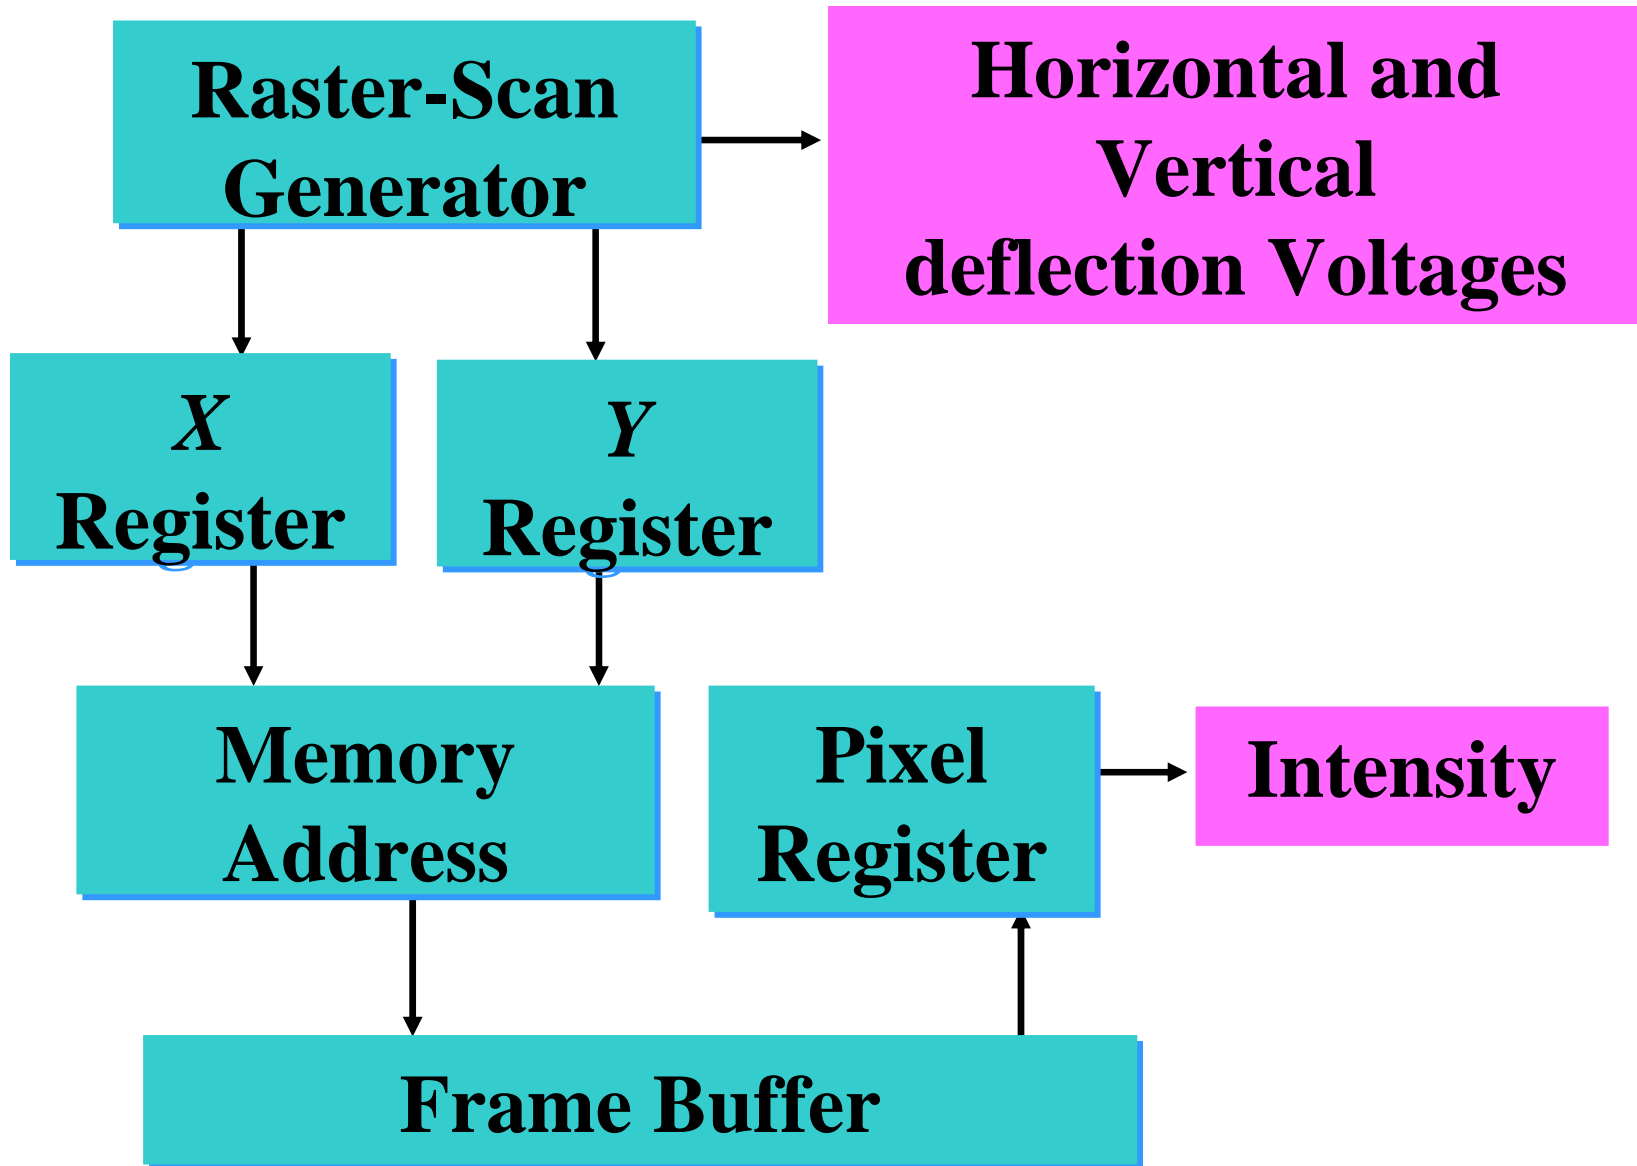 Raster-Scan
Generator
Horizontal and
Vertical
deflection Voltages
X
Register
Y
Register
Memory
Address
Pixel
Register
Intensity
Frame Buffer